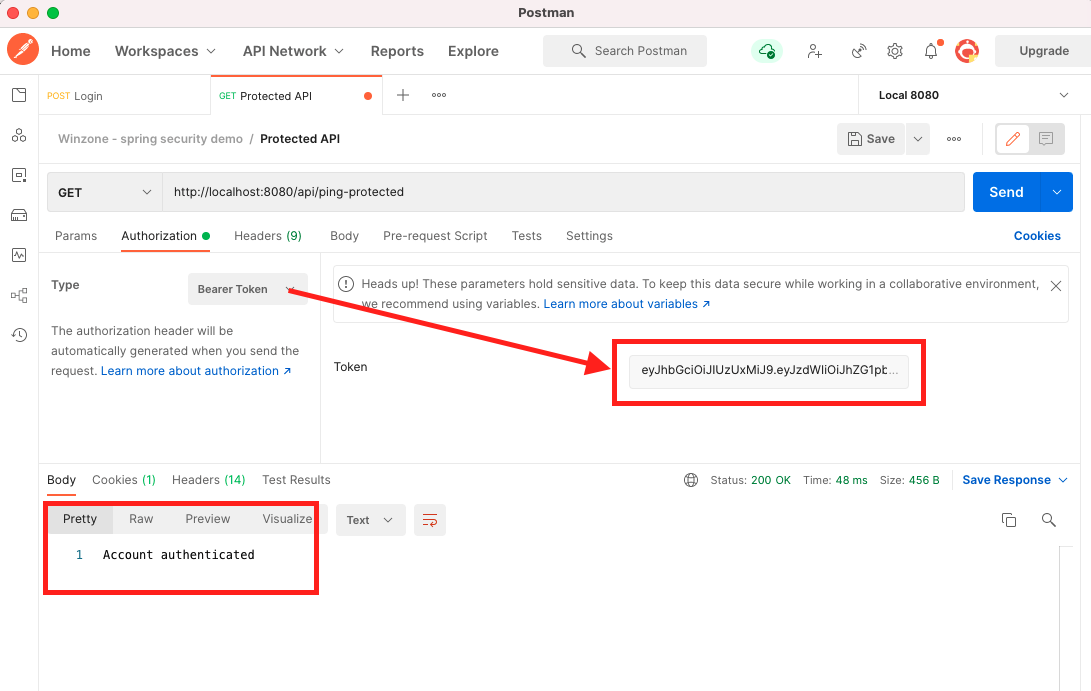 Postman
Home Workspaces API Network Reports Explore Search Postman Upgrade
POST Login GET Protected API Local 8080
Winzone - spring security demo / Protected API Save
GET http://localhost:8080/api/ping-protected Send
Params Authorization Headers (9) Body Pre-request Script Tests Settings Cookies
Type Bearer Token
Heads up! These parameters hold sensitive data. To keep this data secure while working in a collaborative environment,
we recommend using variables. Learn more about variables ↗
The authorization header will be
automatically generated when you send the
request. Learn more about authorization ↗
Token eyJhbGciOiJIUzUxMiJ9.eyJzdWIiOiJhZG1pb...
Body Cookies (1) Headers (14) Test Results Status: 200 OK Time: 48 ms Size: 456 B Save Response
Pretty Raw Preview Visualize Text
1 Account authenticated